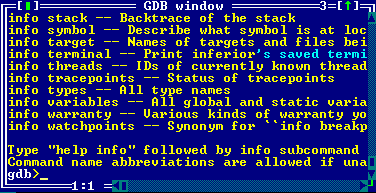 [■] GDB window 3=[↑]
info stack -- Backtrace of the stack
info symbol -- Describe what symbol is at loc
info target -- Names of targets and files bei
info terminal -- Print inferior's saved termi
info threads -- IDs of currently known thread
info tracepoints -- Status of tracepoints
info types -- All type names
info variables -- All global and static varia
info warranty -- Various kinds of warranty yo
info watchpoints -- Synonym for ``info breakp
Type "help info" followed by info subcommand
Command name abbreviations are allowed if una
gdb>_
1:1